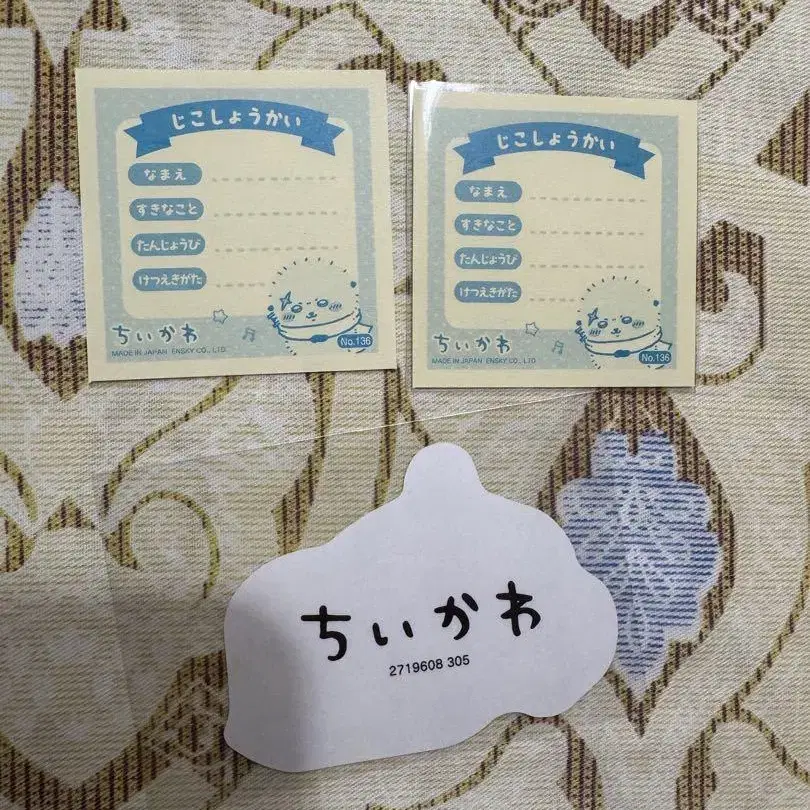 じこしょうかい
なまえ
すきなこと
たんじょうび
けつえきがた
ちいかわ
MADE IN JAPAN ENSKY CO., LTD.
No.136
じこしょうかい
なまえ
すきなこと
たんじょうび
けつえきがた
ちいかわ
MADE IN JAPAN ENSKY CO., LTD.
No.136
ちいかわ
2719608 305